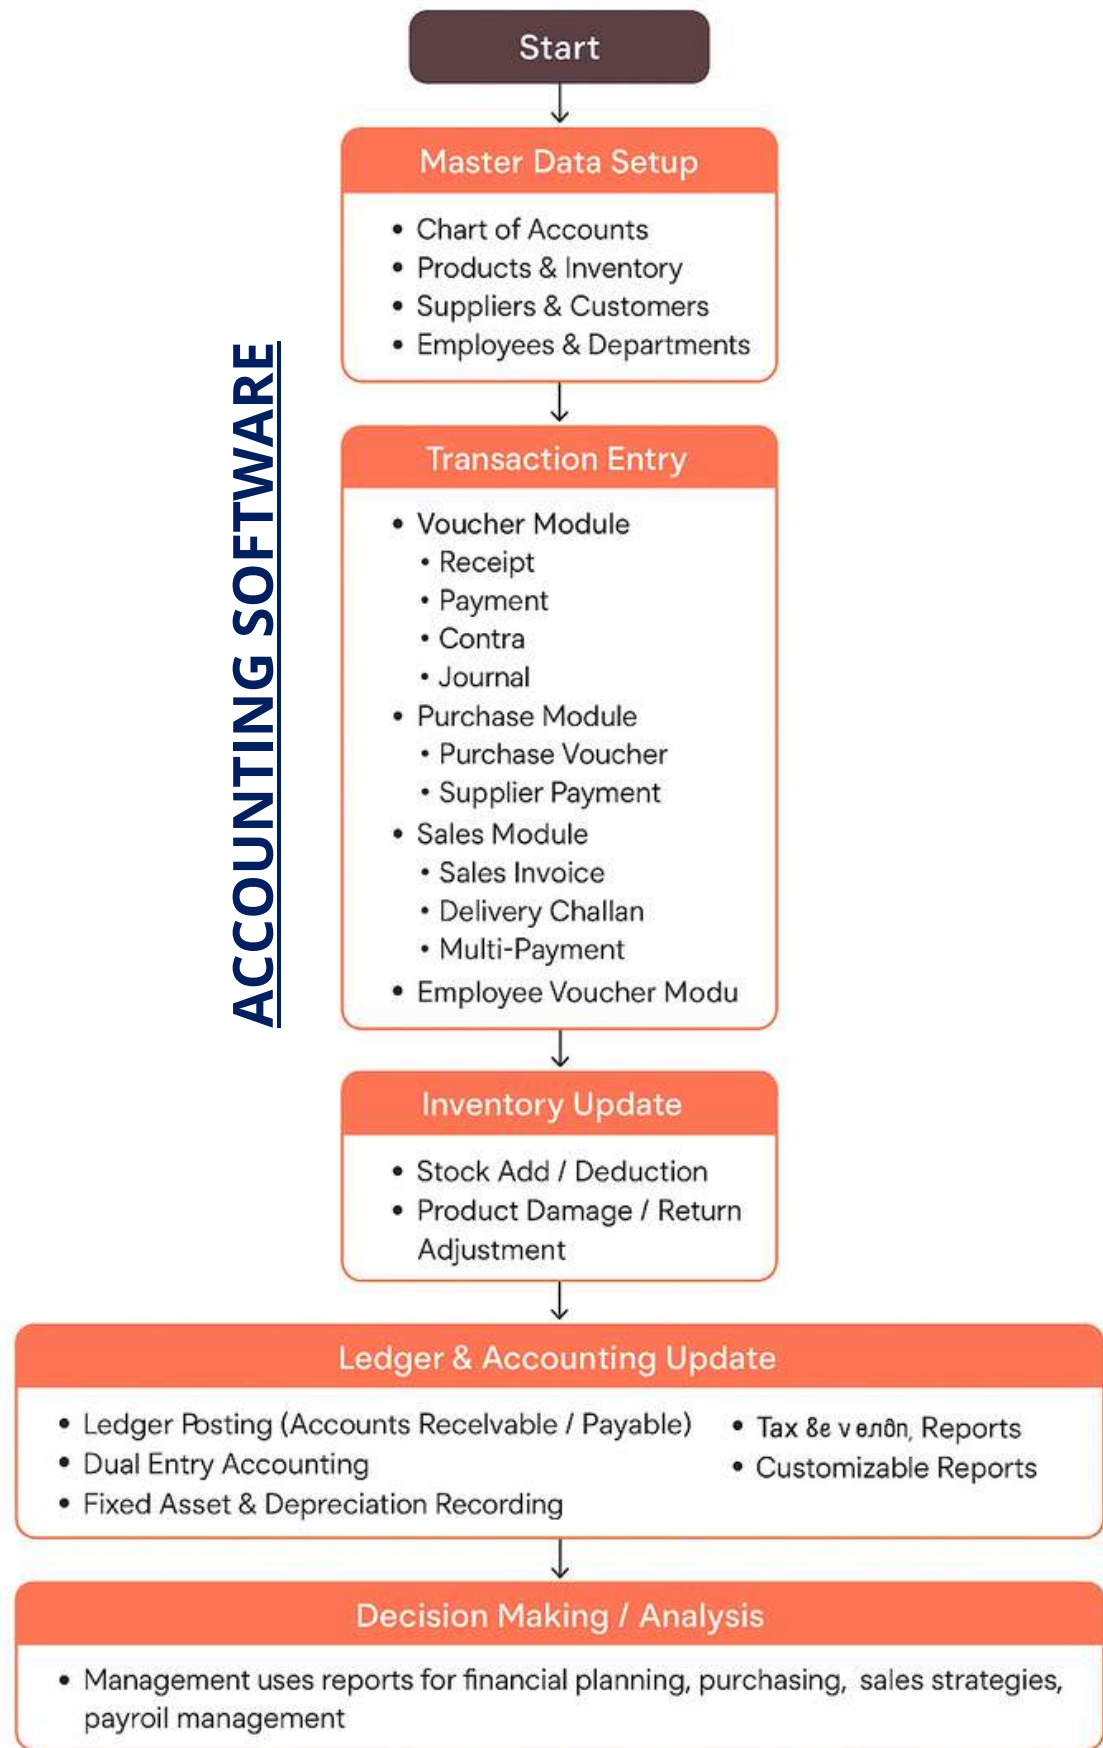 Start
Master Data Setup
• Chart of Accounts
• Products & Inventory
• Suppliers & Customers
• Employees & Departments
ACCOUNTING SOFTWARE
Transaction Entry
• Voucher Module
• Receipt
• Payment
• Contra
• Journal
• Purchase Module
• Purchase Voucher
• Supplier Payment
• Sales Module
• Sales Invoice
• Delivery Challan
• Multi-Payment
• Employee Voucher Modu
Inventory Update
• Stock Add / Deduction
• Product Damage / Return
Adjustment
Ledger & Accounting Update
• Ledger Posting (Accounts Recelvable / Payable)
• Dual Entry Accounting
• Fixed Asset & Depreciation Recording
• Tax Reports
• Customizable Reports
Decision Making / Analysis
• Management uses reports for financial planning, purchasing, sales strategies,
payroil management